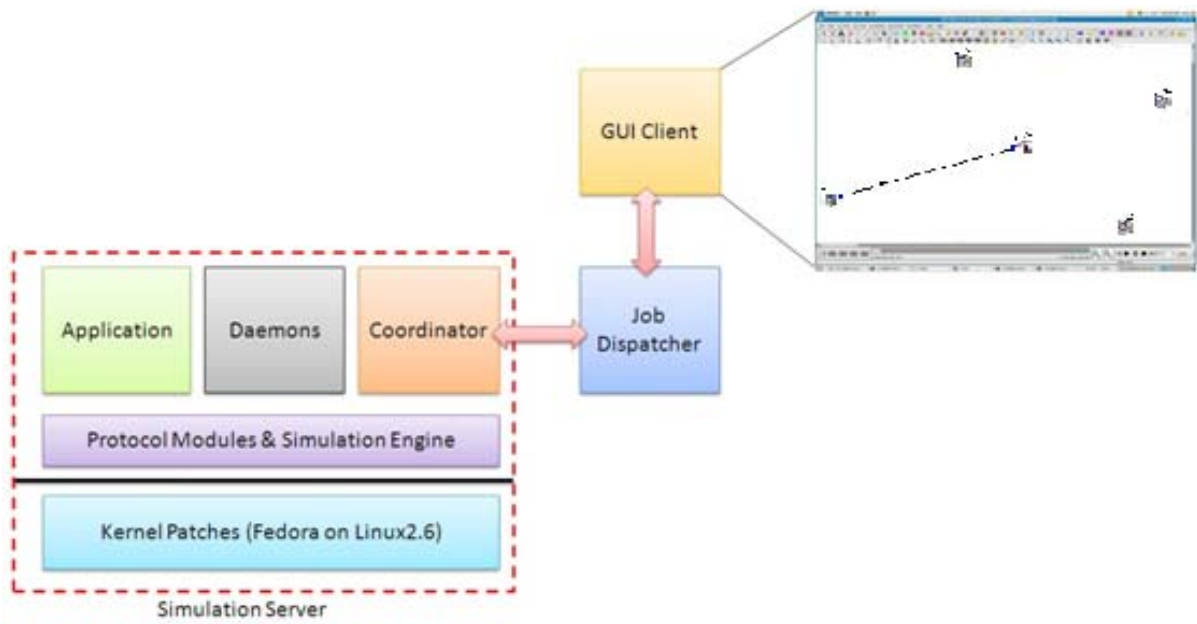 GUI Client
Application
Daemons
Coordinator
Job
Dispatcher
Protocol Modules & Simulation Engine
Kernel Patches (Fedora on Linux2.6)
Simulation Server